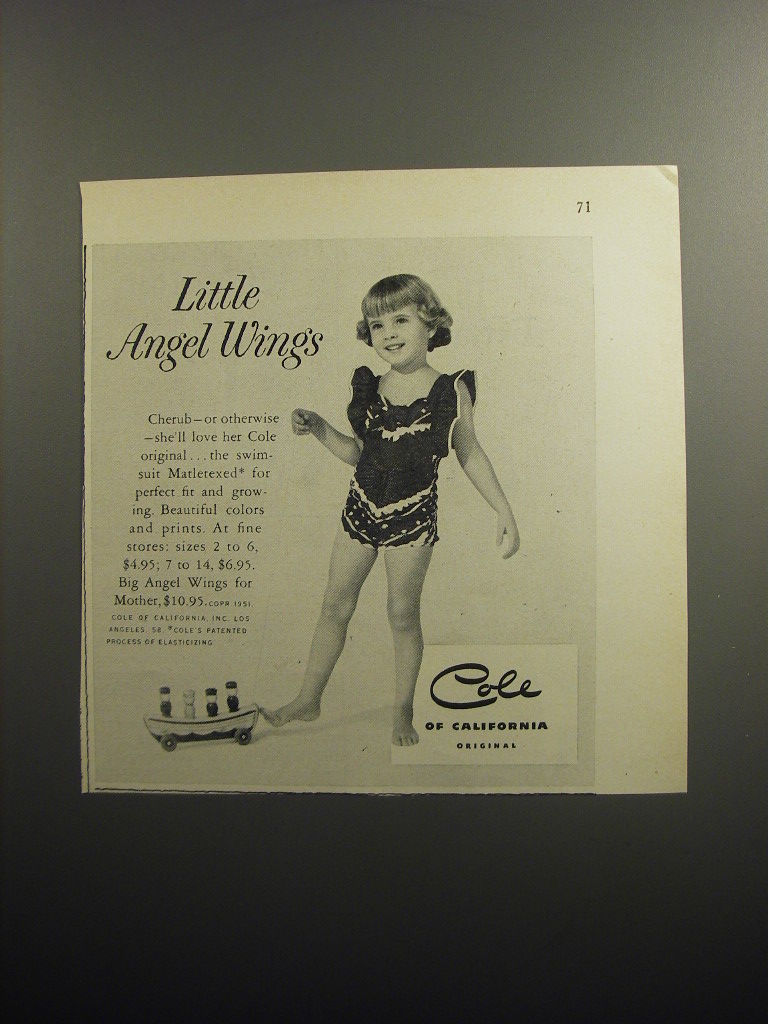 71
Little
Angel Wings
Cherub—or otherwise
—she'll love her Cole
original...the swim-
suit Matletexed* for
perfect fit and grow-
ing. Beautiful colors
and prints. At fine
stores: sizes 2 to 6,
$4.95; 7 to 14, $6.95.
Big Angel Wings for
Mother, $10.95. COPR 1951.
COLE OF CALIFORNIA, INC. LOS
ANGELES, 58. *COLE'S PATENTED
PROCESS OF ELASTICIZING
Cole
OF CALIFORNIA
ORIGINAL